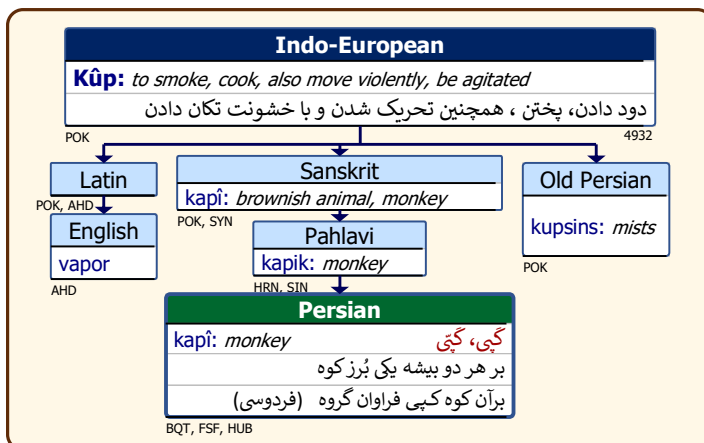 Indo-European
Kûp: to smoke, cook, also move violently, be agitated
دود دادن، پختن ، همچنین تحریک شدن و با خشونت تکان دادن
POK
4932
Latin
POK, AHD
English
vapor
AHD
Sanskrit
kapî: brownish animal, monkey
POK, SYN
Pahlavi
kapik: monkey
HRN, SIN
Old Persian
kupsins: mists
POK
Persian
kapî: monkey کَپی، کَپّی
بر هر دو بیشه یکی بُرز کوه
برآن کوه کـپی فراوان گروه (فردوسی)
BQT, FSF, HUB